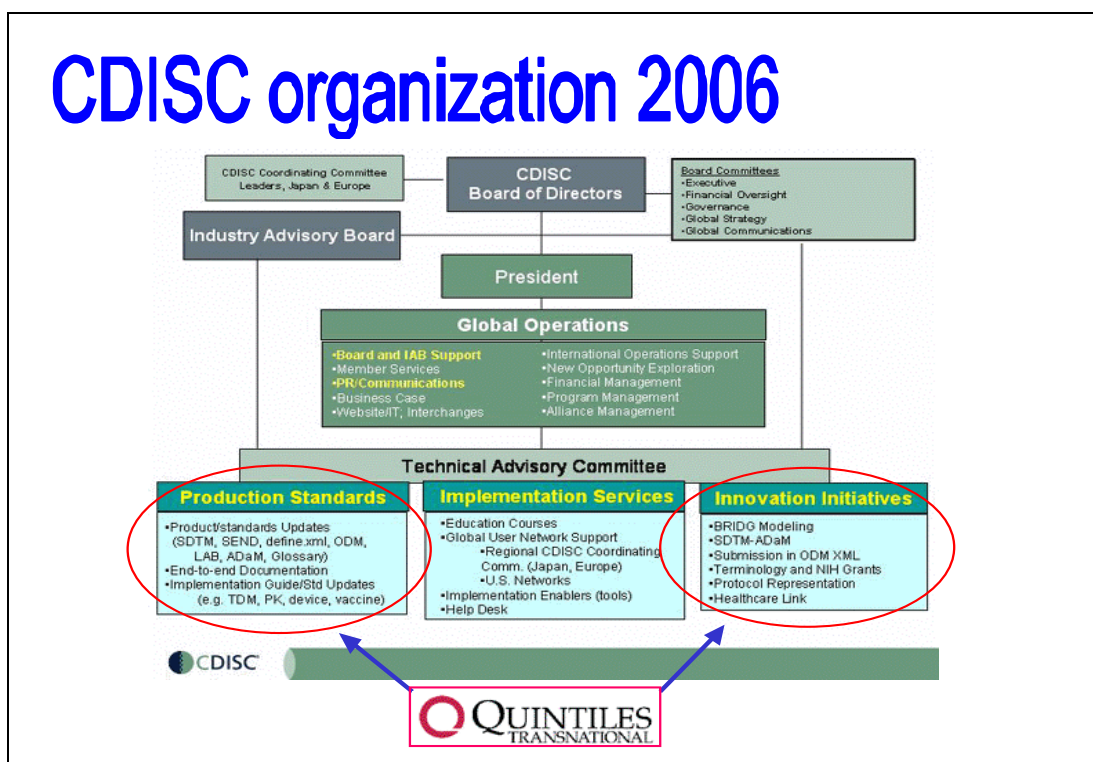 CDISC organization 2006
CDISC Coordinating Committee
Leaders, Japan & Europe
CDISC
Board of Directors
Board Committees
•Executive
•Financial Oversight
•Governance
•Global Strategy
•Global Communications
Industry Advisory Board
President
Global Operations
•Board and IAB Support
•Member Services
•PR/Communications
•Business Case
•Website/IT; Interchanges
•International Operations Support
•New Opportunity Exploration
•Financial Management
•Program Management
•Alliance Management
Technical Advisory Committee
Production Standards
•Product/standards Updates
(SDTM, SEND, define.xml, ODM,
LAB, ADaM, Glossary)
•End-to-end Documentation
•Implementation Guide/Std Updates
(e.g. TDM, PK, device, vaccine)
Implementation Services
•Education Courses
•Global User Network Support
•Regional CDISC Coordinating
Comm. (Japan, Europe)
•U.S. Networks
•Implementation Enablers (tools)
•Help Desk
Innovation Initiatives
•BRIDG Modeling
•SDTM-ADaM
•Submission in ODM XML
•Terminology and NIH Grants
•Protocol Representation
•Healthcare Link
CDISC
QUINTILES
TRANSNATIONAL